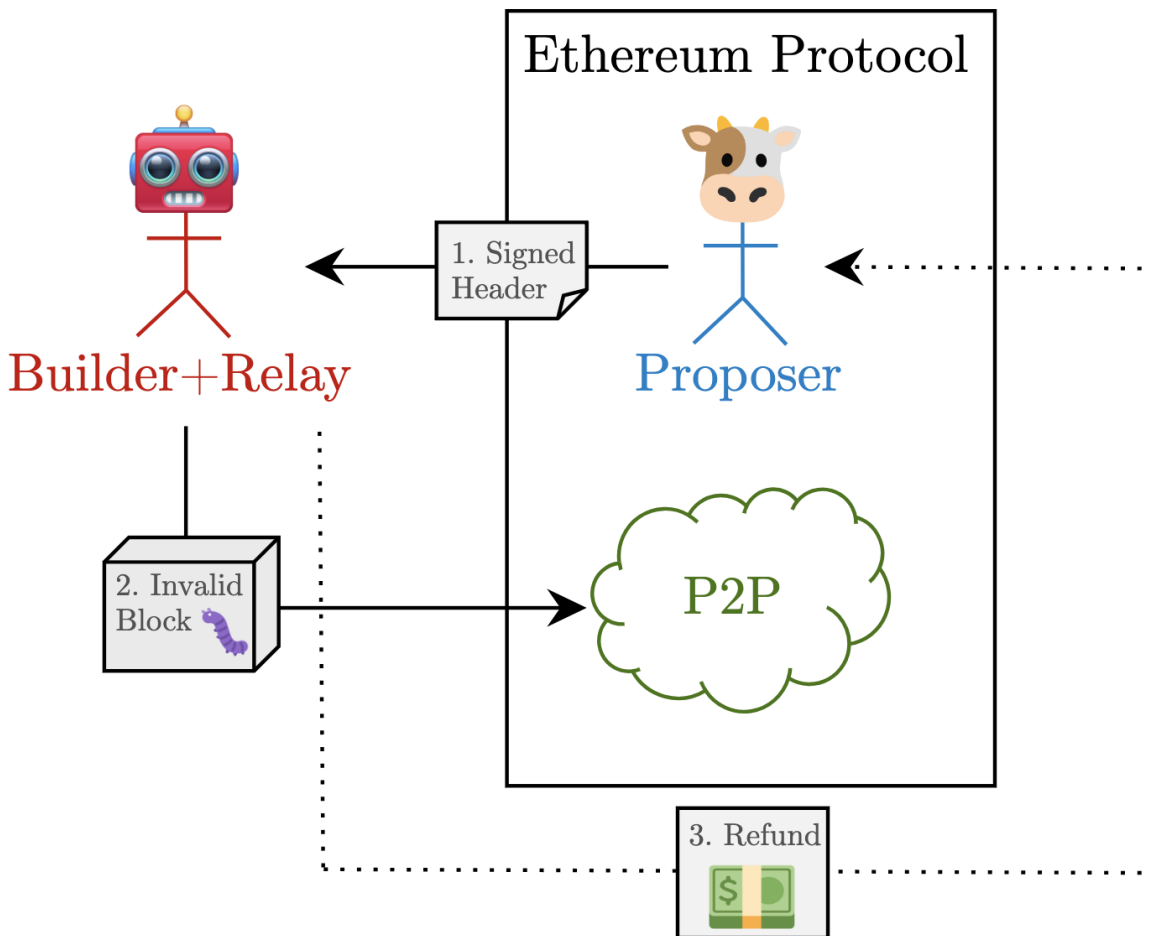 Ethereum Protocol
1. Signed
Header
Builder+Relay
Proposer
2. Invalid
Block
P2P
3. Refund
$